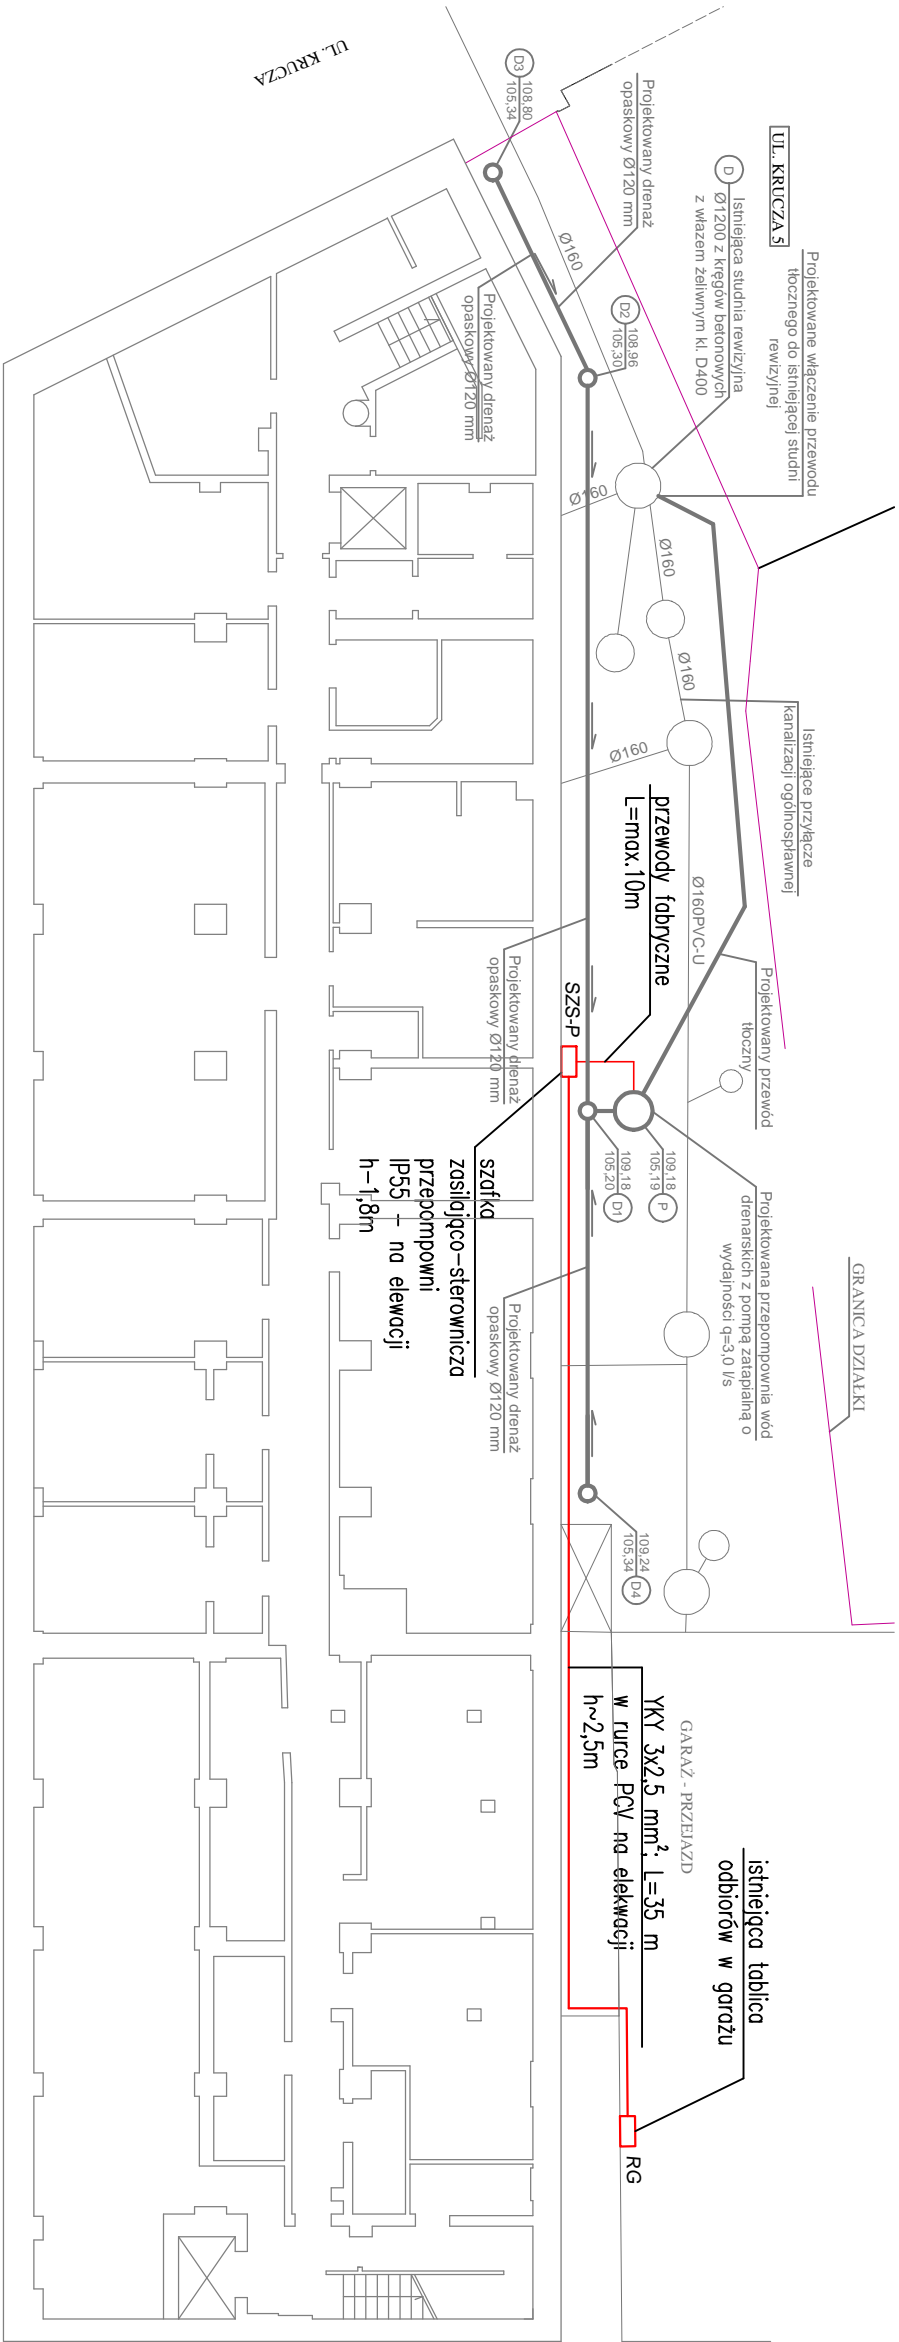 UL. KRUCZA
D3
108,80
105,34
Projektowany drenaż
opaskowy Ø120 mm
UL. KRUCZA 5
D
Istniejąca studnia rewizyjna
Ø1200 z kręgów betonowych
z włazem żeliwnym kl. D400
Projektowane włączenie przewodu
tłocznego do istniejącej studni
rewizyjnej
Ø160
D2
108,96
105,30
Projektowany drenaż
opaskowy Ø120 mm
Ø160
Ø160
Ø160
Ø160
Istniejące przyłącze
kanalizacji ogólnospławnej
przewody fabryczne
L=max.10m
Ø160PVC-U
Projektowany przewód
tłoczny
SZS-P
Projektowany drenaż
opaskowy Ø120 mm
109,18
105,19
P
109,18
105,20
D1
Projektowana przepompownia wód
drenarskich z pompą zatapialną o
wydajności q=3,0 l/s
szafka
zasilająco-sterownicza
przepompowni
IP55 - na elewacji
h-1,8m
Projektowany drenaż
opaskowy Ø120 mm
GRANICA DZIAŁKI
109,24
105,34
D4
GARAŻ - PRZEJAZD
YKY 3x2,5 mm², L=35 m
w rurce PCV na elekwacji
h~2,5m
istniejąca tablica
odbiorów w garażu
RG